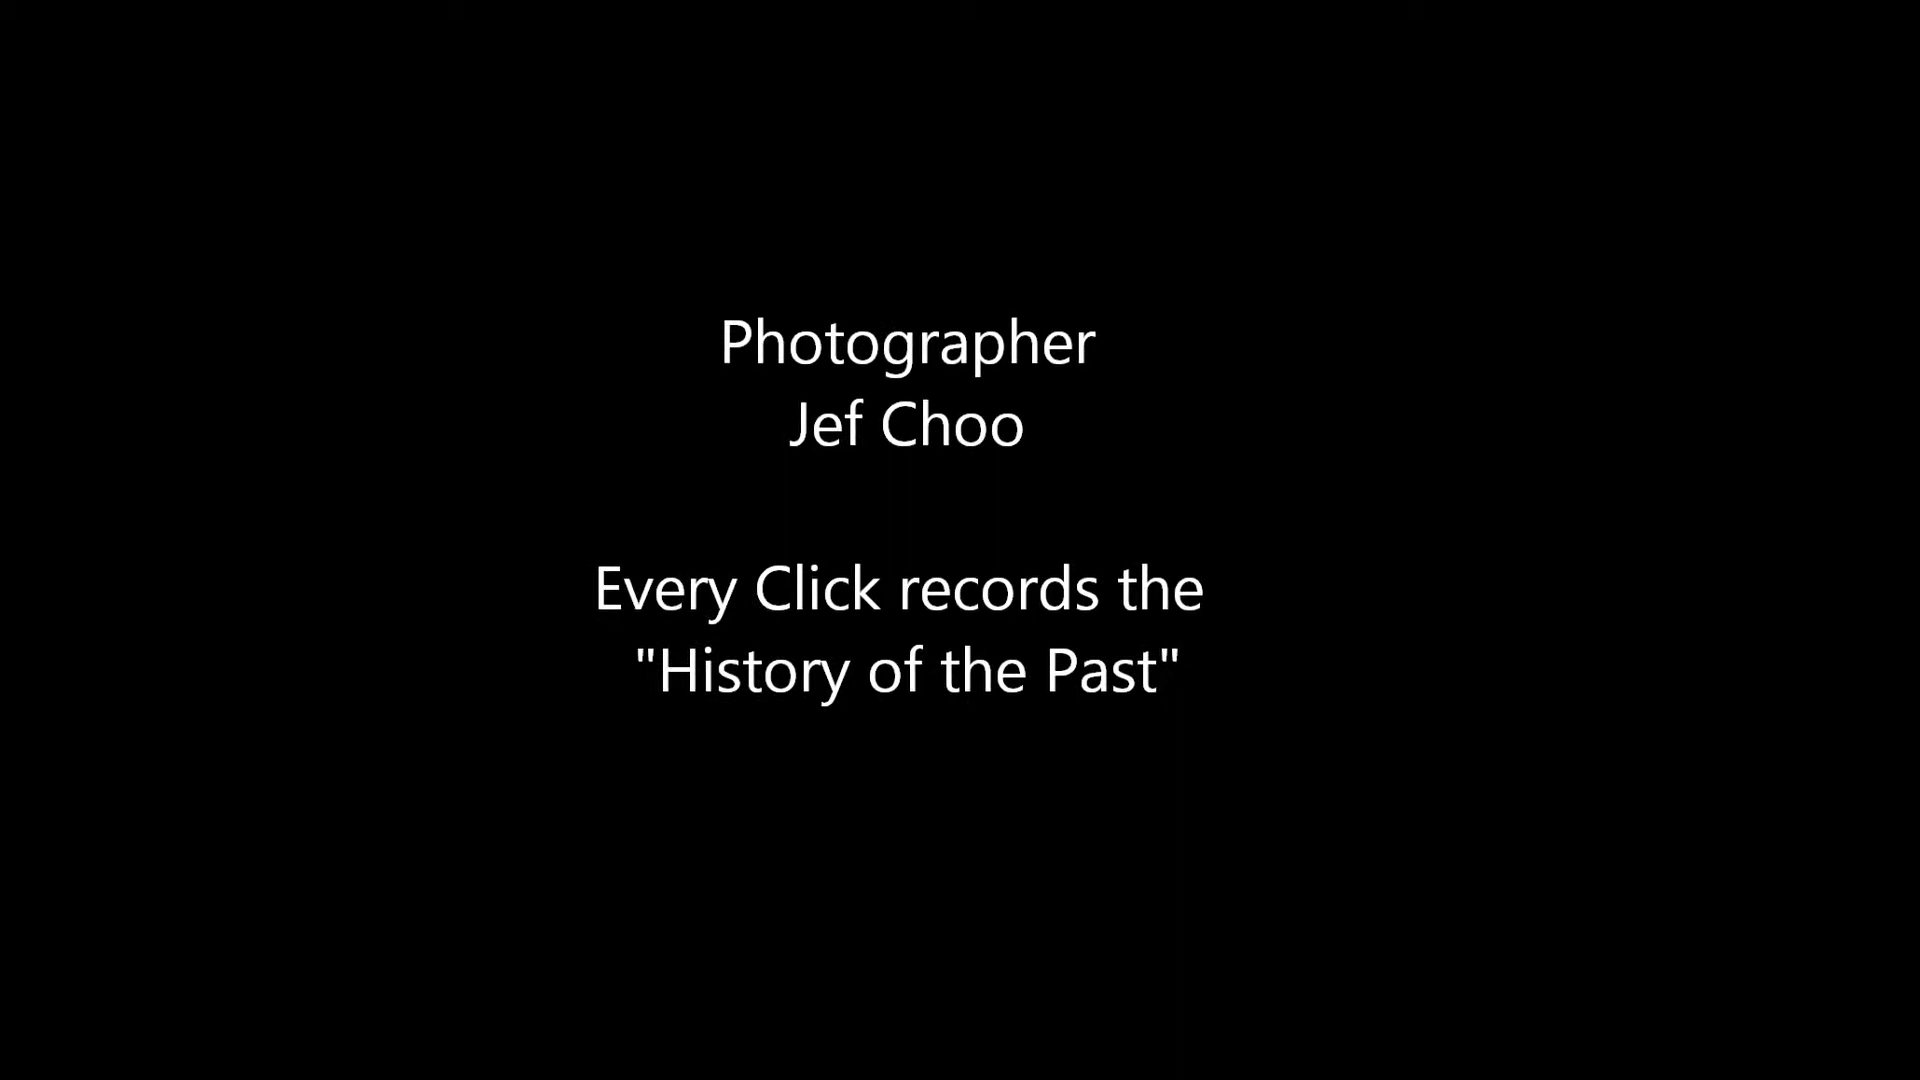 Photographer
Jef Choo
Every Click records the
"History of the Past"